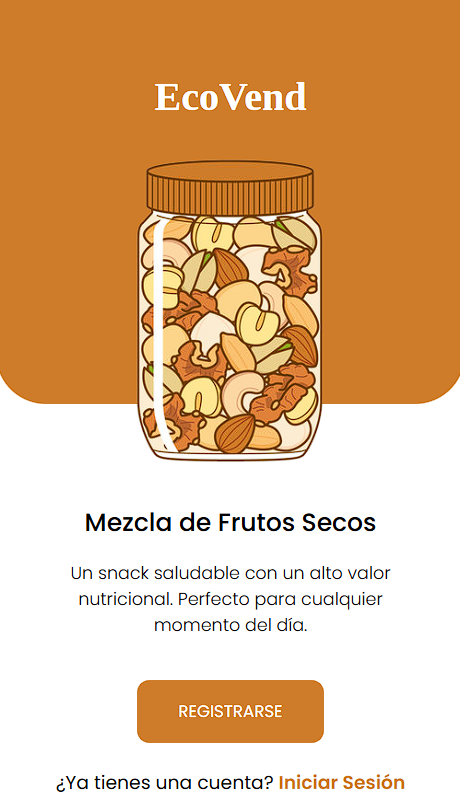 EcoVend
Mezcla de Frutos Secos
Un snack saludable con un alto valor
nutricional. Perfecto para cualquier
momento del día.
REGISTRARSE
¿Ya tienes una cuenta? Iniciar Sesión